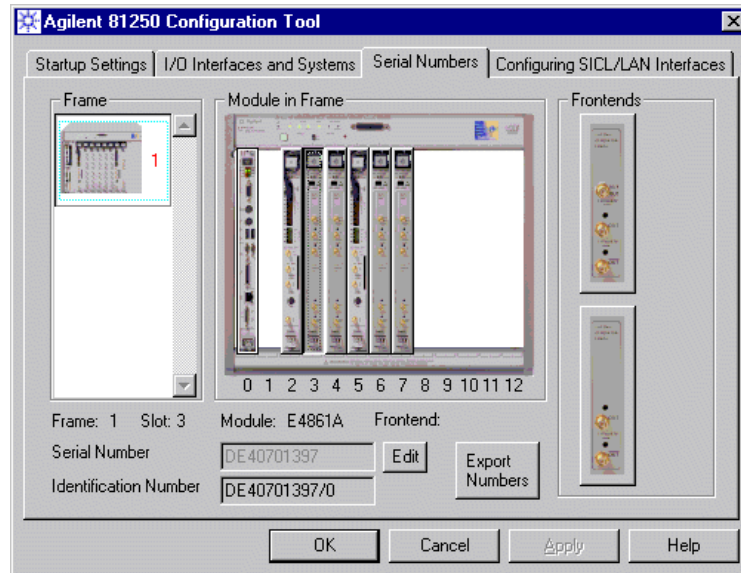 Agilent 81250 Configuration Tool
Startup Settings
I/O Interfaces and Systems
Serial Numbers
Configuring SICL/LAN Interfaces
Frame
Module in Frame
Frontends
1
0 1 2 3 4 5 6 7 8 9 10 11 12
Frame: 1 Slot: 3 Module: E4861A Frontend:
Serial Number DE40701397 Edit
Export
Numbers
Identification Number DE40701397/0
OK Cancel Apply Help